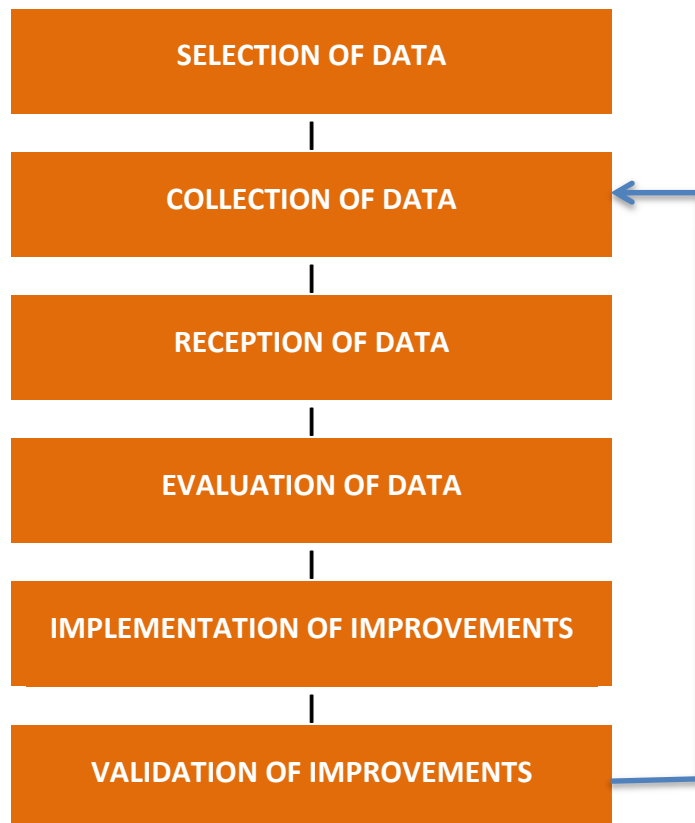 SELECTION OF DATA
COLLECTION OF DATA
RECEPTION OF DATA
EVALUATION OF DATA
IMPLEMENTATION OF IMPROVEMENTS
VALIDATION OF IMPROVEMENTS